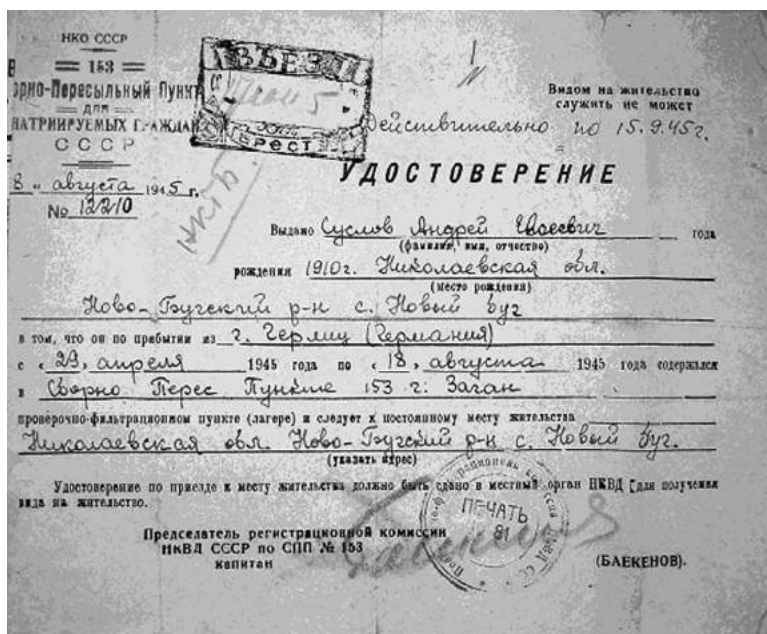 НКО СССР
153
орно-Пересыльный Пункт
ДЛЯ
ПАТРИИРУЕМЫХ ГРАЖДАН
СССР
8 " августа 1945 г.
№ 12210
ВЪЕЗД
БРЕСТ
Видом на жительство
служить не может
Действительно по 15.9.45г.
УДОСТОВЕРЕНИЕ
Выдано Суслов Андрей года
(фамилия, имя, отчество)
рождения 1910г. Николаевская обл.
(место рождения)
Ново-Бугский р-н с. Новый Буг
в том, что он по прибытии из г. Герлиц (Германия)
с "29" апреля 1945 года по "18" августа 1945 года содержался
в Сборно Перес Пункте 153 г. Заган
проверочно-фильтрационном пункте (лагере) и следует к постоянному месту жительства
Николаевская обл. Ново-Бугский р-н с. Новый Буг.
(указать адрес)
Удостоверение по приезде к месту жительства должно быть сдано в местный орган НКВД для получения
вида на жительство.
ПЕЧАТЬ
81
Председатель регистрационной комиссии
НКВД СССР по СПП № 153
капитан
(БАЕКЕНОВ).